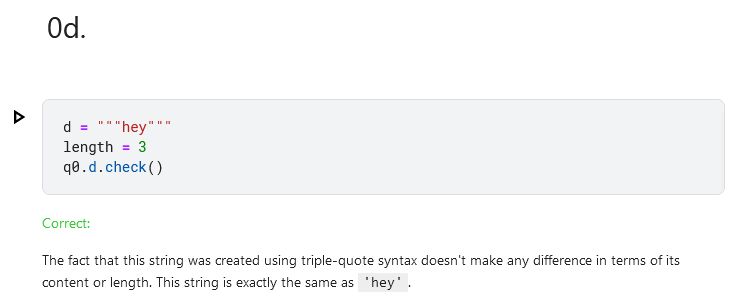 0d.
d = """hey"""
length = 3
q0.d.check()
Correct:
The fact that this string was created using triple-quote syntax doesn't make any difference in terms of its
content or length. This string is exactly the same as 'hey'.